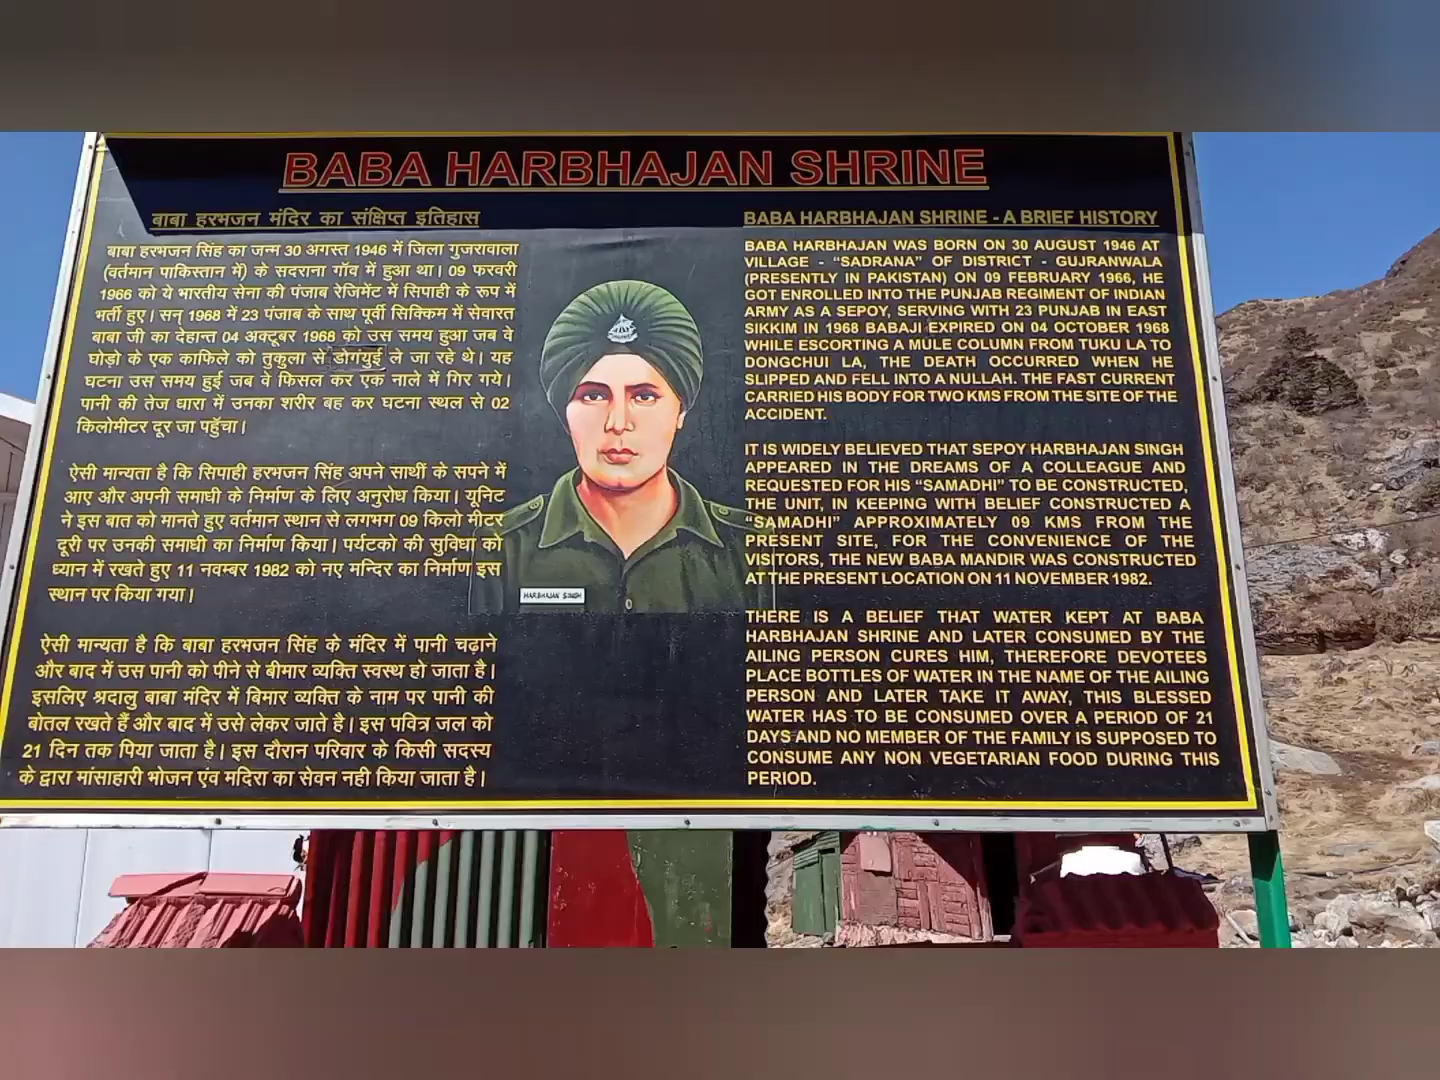 BABA HARBHAJAN SHRINE
बाबा हरभजन मंदिर का संक्षिप्त इतिहास
बाबा हरभजन सिंह का जन्म 30 अगस्त 1946 में जिला गुजरावाला
(वर्तमान पाकिस्तान में) के सदराना गॉव में हुआ था। 09 फरवरी
1966 को ये भारतीय सेना की पंजाब रेजिमेंट में सिपाही के रूप में
भर्ती हुए। सन् 1968 में 23 पंजाब के साथ पूर्वी सिक्किम में सेवारत
बाबा जी का देहान्त 04 अक्टूबर 1968 को उस समय हुआ जब वे
घोड़ो के एक काफिले को तुकुला से डोंगचुई ले जा रहे थे। यह
घटना उस समय हुई जब वे फिसल कर एक नाले में गिर गये।
पानी की तेज धारा में उनका शरीर बह कर घटना स्थल से 02
किलोमीटर दूर जा पहुँचा।
ऐसी मान्यता है कि सिपाही हरभजन सिंह अपने साथीं के सपने में
आए और अपनी समाधी के निर्माण के लिए अनुरोध किया। यूनिट
ने इस बात को मानते हुए वर्तमान स्थान से लगभग 09 किलो मीटर
दूरी पर उनकी समाधी का निर्माण किया। पर्यटको की सुविधा को
ध्यान में रखते हुए 11 नवम्बर 1982 को नए मन्दिर का निर्माण इस
स्थान पर किया गया।
ऐसी मान्यता है कि बाबा हरभजन सिंह के मंदिर में पानी चढ़ाने
और बाद में उस पानी को पीने से बीमार व्यक्ति स्वस्थ हो जाता है।
इसलिए श्रदालु बाबा मंदिर में बिमार व्यक्ति के नाम पर पानी की
बोतल रखते हैं और बाद में उसे लेकर जाते है। इस पवित्र जल को
21 दिन तक पिया जाता है। इस दौरान परिवार के किसी सदस्य
के द्वारा मांसाहारी भोजन एंव मदिरा का सेवन नही किया जाता है।
HARBHAJAN SINGH
BABA HARBHAJAN SHRINE - A BRIEF HISTORY
BABA HARBHAJAN WAS BORN ON 30 AUGUST 1946 AT
VILLAGE - “SADRANA” OF DISTRICT - GUJRANWALA
(PRESENTLY IN PAKISTAN) ON 09 FEBRUARY 1966, HE
GOT ENROLLED INTO THE PUNJAB REGIMENT OF INDIAN
ARMY AS A SEPOY, SERVING WITH 23 PUNJAB IN EAST
SIKKIM IN 1968 BABAJI EXPIRED ON 04 OCTOBER 1968
WHILE ESCORTING A MULE COLUMN FROM TUKU LA TO
DONGCHUI LA, THE DEATH OCCURRED WHEN HE
SLIPPED AND FELL INTO A NULLAH. THE FAST CURRENT
CARRIED HIS BODY FOR TWO KMS FROM THE SITE OF THE
ACCIDENT.
IT IS WIDELY BELIEVED THAT SEPOY HARBHAJAN SINGH
APPEARED IN THE DREAMS OF A COLLEAGUE AND
REQUESTED FOR HIS “SAMADHI” TO BE CONSTRUCTED,
THE UNIT, IN KEEPING WITH BELIEF CONSTRUCTED A
“SAMADHI” APPROXIMATELY 09 KMS FROM THE
PRESENT SITE, FOR THE CONVENIENCE OF THE
VISITORS, THE NEW BABA MANDIR WAS CONSTRUCTED
AT THE PRESENT LOCATION ON 11 NOVEMBER 1982.
THERE IS A BELIEF THAT WATER KEPT AT BABA
HARBHAJAN SHRINE AND LATER CONSUMED BY THE
AILING PERSON CURES HIM, THEREFORE DEVOTEES
PLACE BOTTLES OF WATER IN THE NAME OF THE AILING
PERSON AND LATER TAKE IT AWAY, THIS BLESSED
WATER HAS TO BE CONSUMED OVER A PERIOD OF 21
DAYS AND NO MEMBER OF THE FAMILY IS SUPPOSED TO
CONSUME ANY NON VEGETARIAN FOOD DURING THIS
PERIOD.